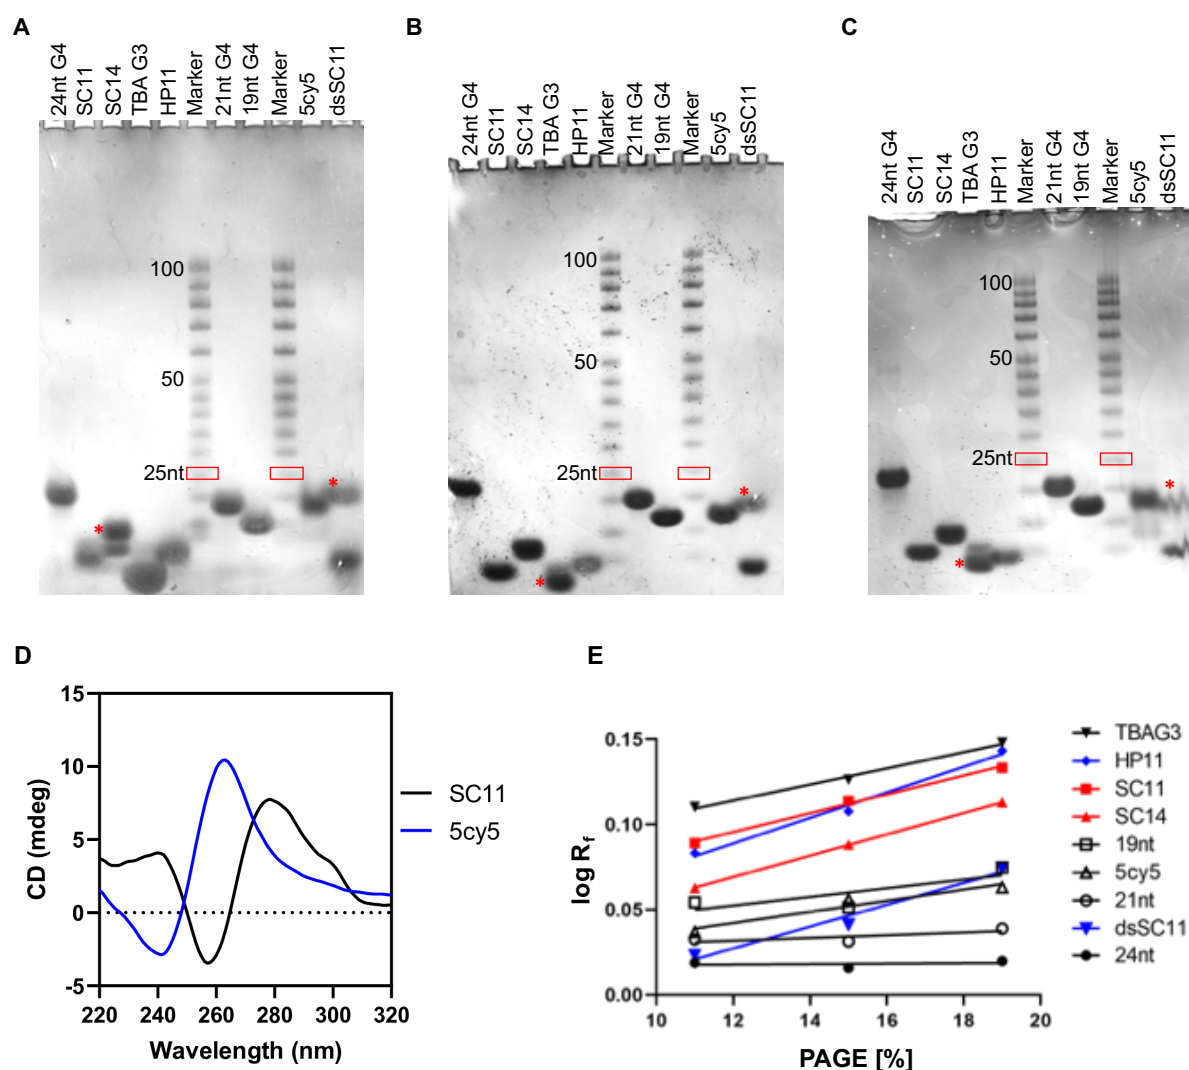 A
24nt G4
SC11
SC14
TBA G3
HP11
Marker
21nt G4
19nt G4
Marker
5cy5
dsSC11
100
50
25nt
*
*
B
24nt G4
SC11
SC14
TBA G3
HP11
Marker
21nt G4
19nt G4
Marker
5cy5
dsSC11
100
50
25nt
*
*
C
24nt G4
SC11
SC14
TBA G3
HP11
Marker
21nt G4
19nt G4
Marker
5cy5
dsSC11
100
50
25nt
*
*
D
15
10
5
0
-5
CD (mdeg)
220 240 260 280 300 320
Wavelength (nm)
SC11
5cy5
E
0.15
0.10
0.05
0.00
log Rf
10 12 14 16 18 20
PAGE [%]
TBAG3
HP11
SC11
SC14
19nt
5cy5
21nt
dsSC11
24nt